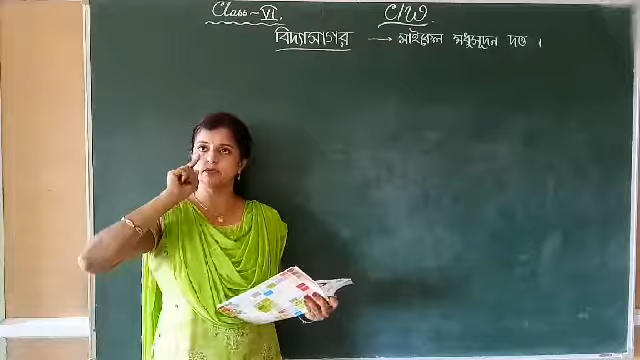 Class ~ VI. C/W
বিদ্যাসাগর → মাইকেল মধুসূদন দত্ত ।